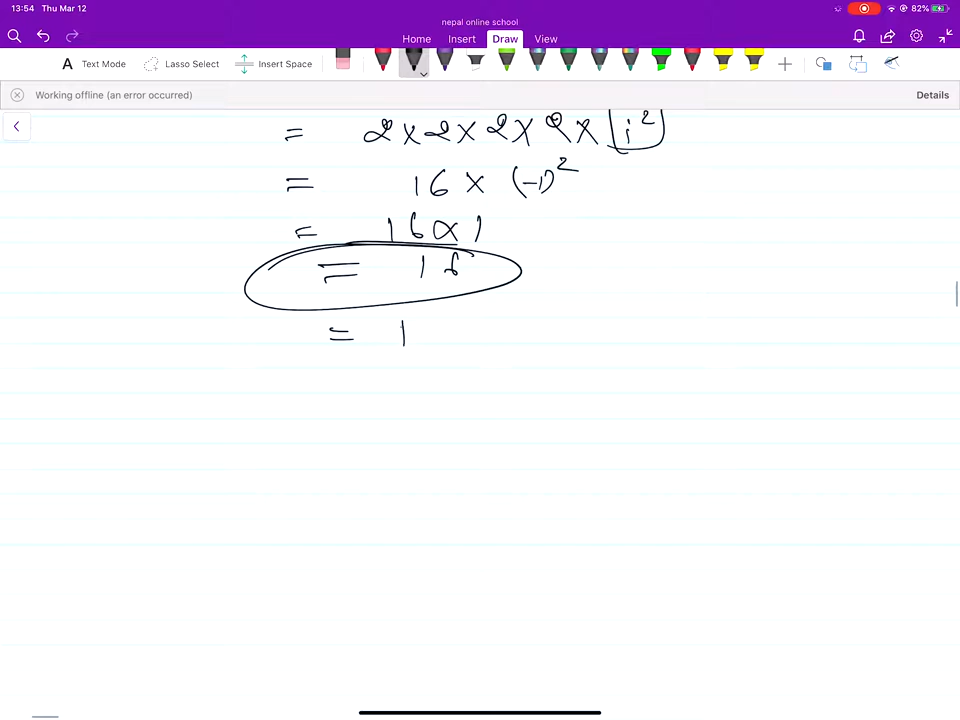 13:54 Thu Mar 12
82%
nepal online school
Home Insert Draw View
A Text Mode Lasso Select Insert Space
Working offline (an error occurred) Details
= 2 x 2 x 2 x 2 x [i²
= 16 x (-1)²
= 16 x 1
= 16
= 1